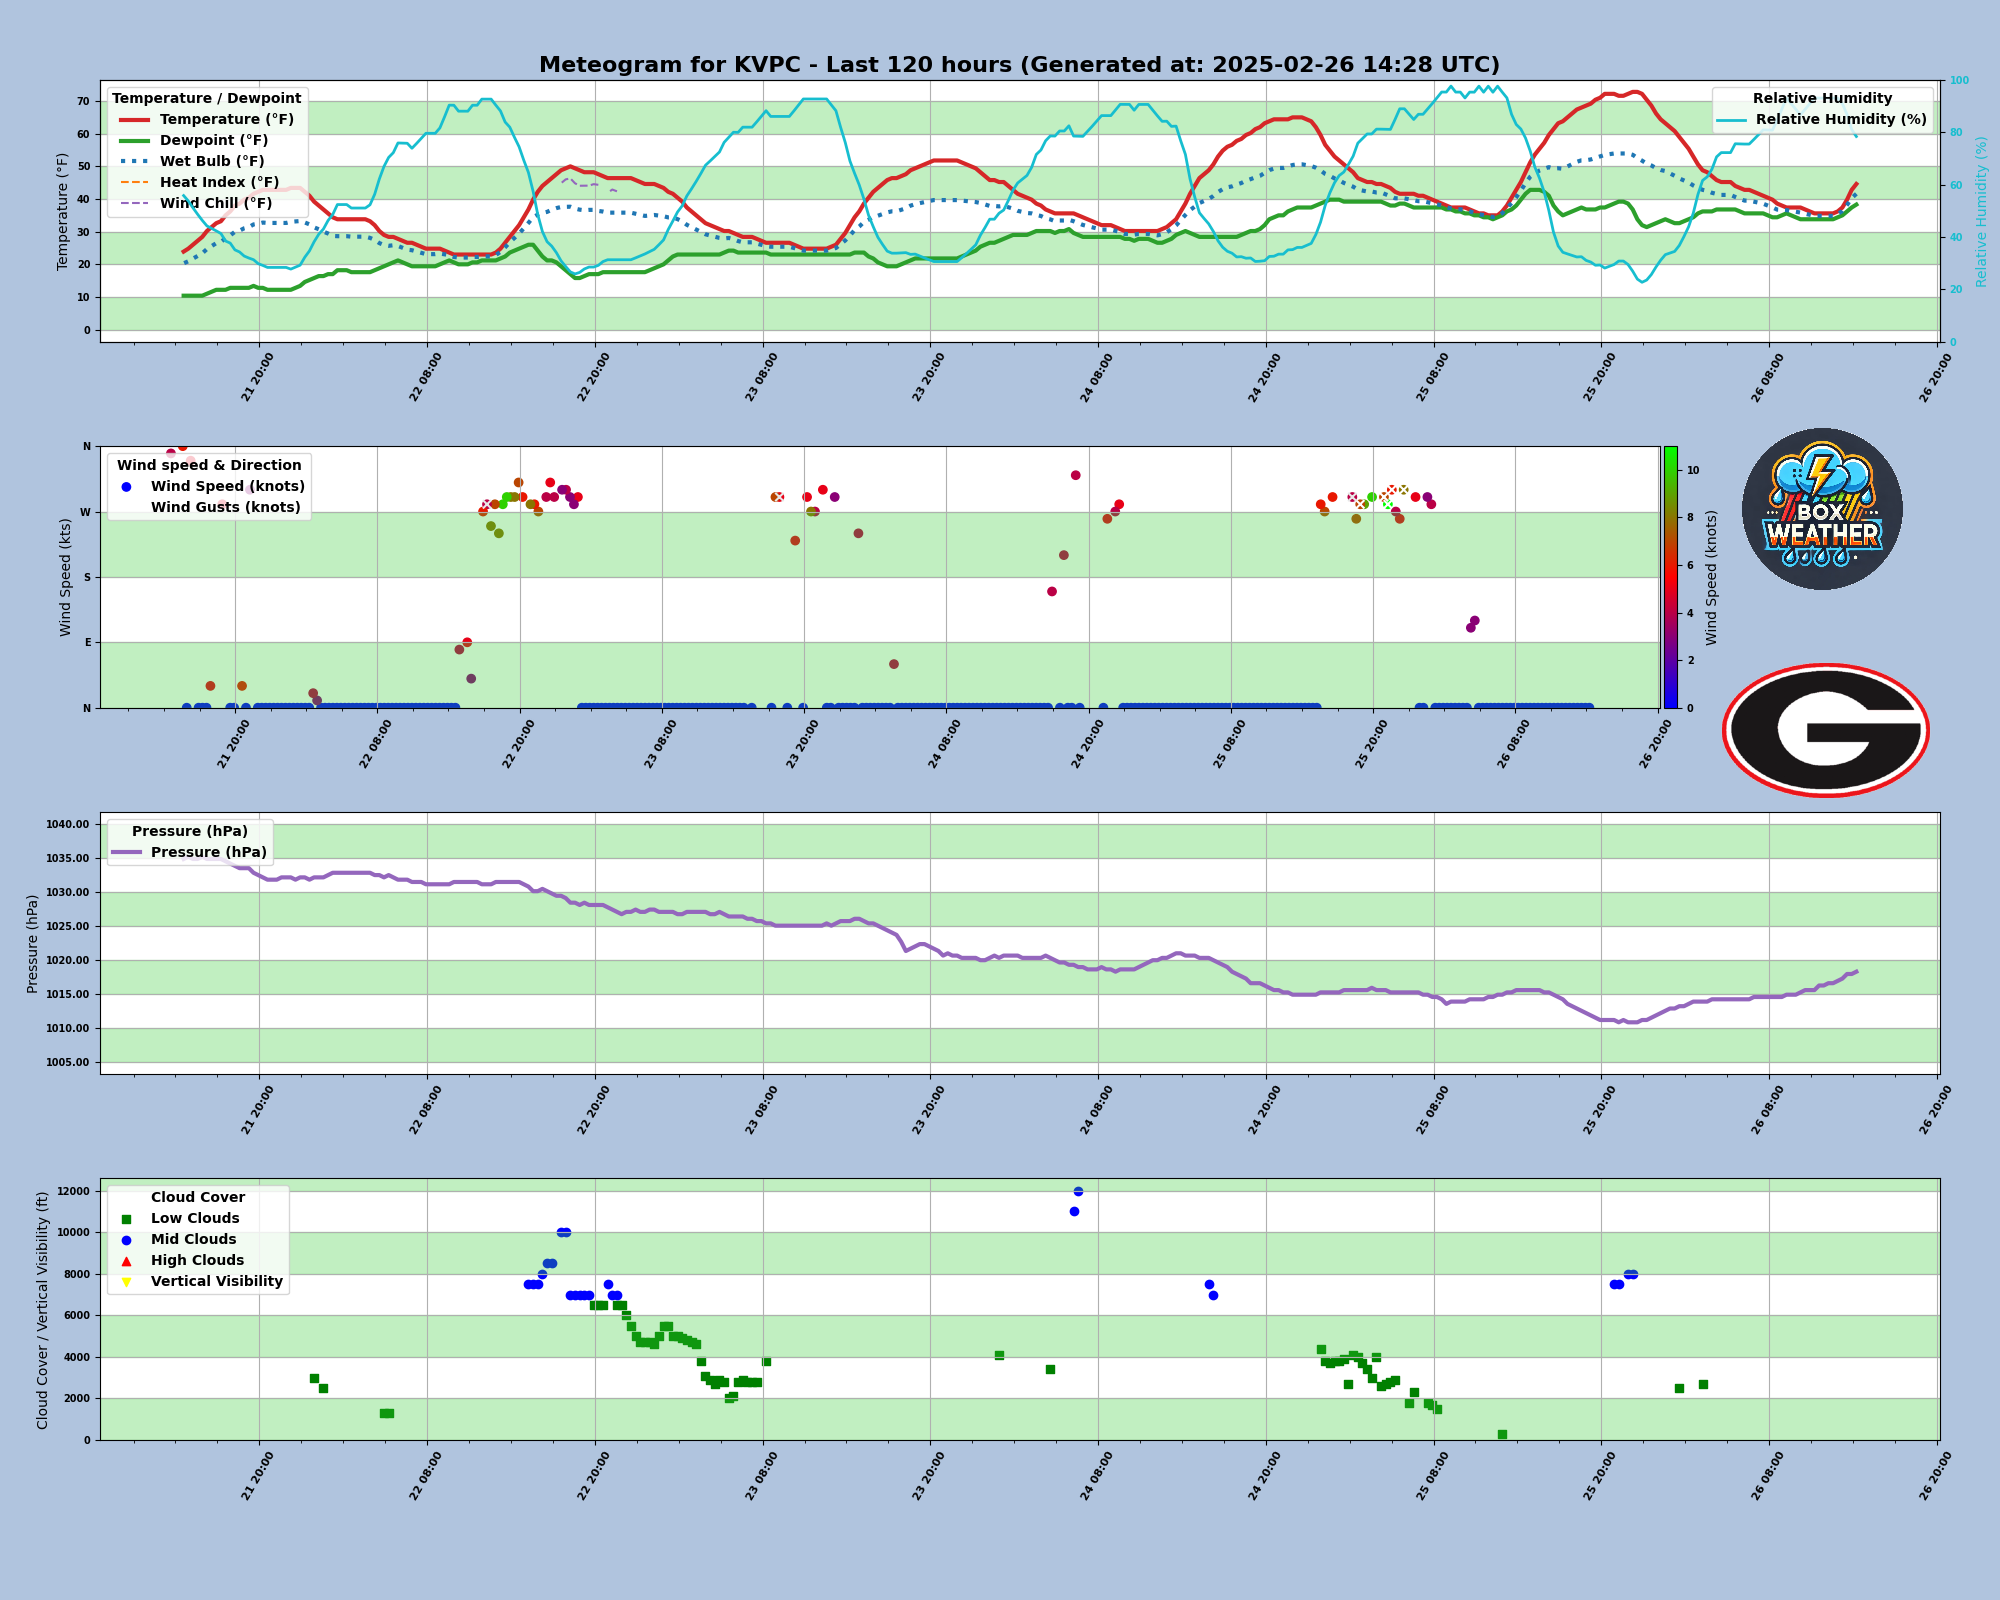 Meteogram for KVPC - Last 120 hours (Generated at: 2025-02-26 14:28 UTC)
Temperature / Dewpoint
Temperature (°F)
Dewpoint (°F)
Wet Bulb (°F)
Heat Index (°F)
Wind Chill (°F)
Relative Humidity
Relative Humidity (%)
Temperature (°F)
70
60
50
40
30
20
10
0
Relative Humidity (%)
100
80
60
40
20
0
21 20:00
22 08:00
22 20:00
23 08:00
23 20:00
24 08:00
24 20:00
25 08:00
25 20:00
26 08:00
26 20:00
Wind speed & Direction
Wind Speed (knots)
Wind Gusts (knots)
Wind Speed (kts)
N
W
S
E
N
10
8
6
4
2
0
Wind Speed (knots)
BOX
WEATHER
G
21 20:00
22 08:00
22 20:00
23 08:00
23 20:00
24 08:00
24 20:00
25 08:00
25 20:00
26 08:00
26 20:00
Pressure (hPa)
Pressure (hPa)
Pressure (hPa)
1040.00
1035.00
1030.00
1025.00
1020.00
1015.00
1010.00
1005.00
21 20:00
22 08:00
22 20:00
23 08:00
23 20:00
24 08:00
24 20:00
25 08:00
25 20:00
26 08:00
26 20:00
Cloud Cover
Low Clouds
Mid Clouds
High Clouds
Vertical Visibility
Cloud Cover / Vertical Visibility (ft)
12000
10000
8000
6000
4000
2000
0
21 20:00
22 08:00
22 20:00
23 08:00
23 20:00
24 08:00
24 20:00
25 08:00
25 20:00
26 08:00
26 20:00